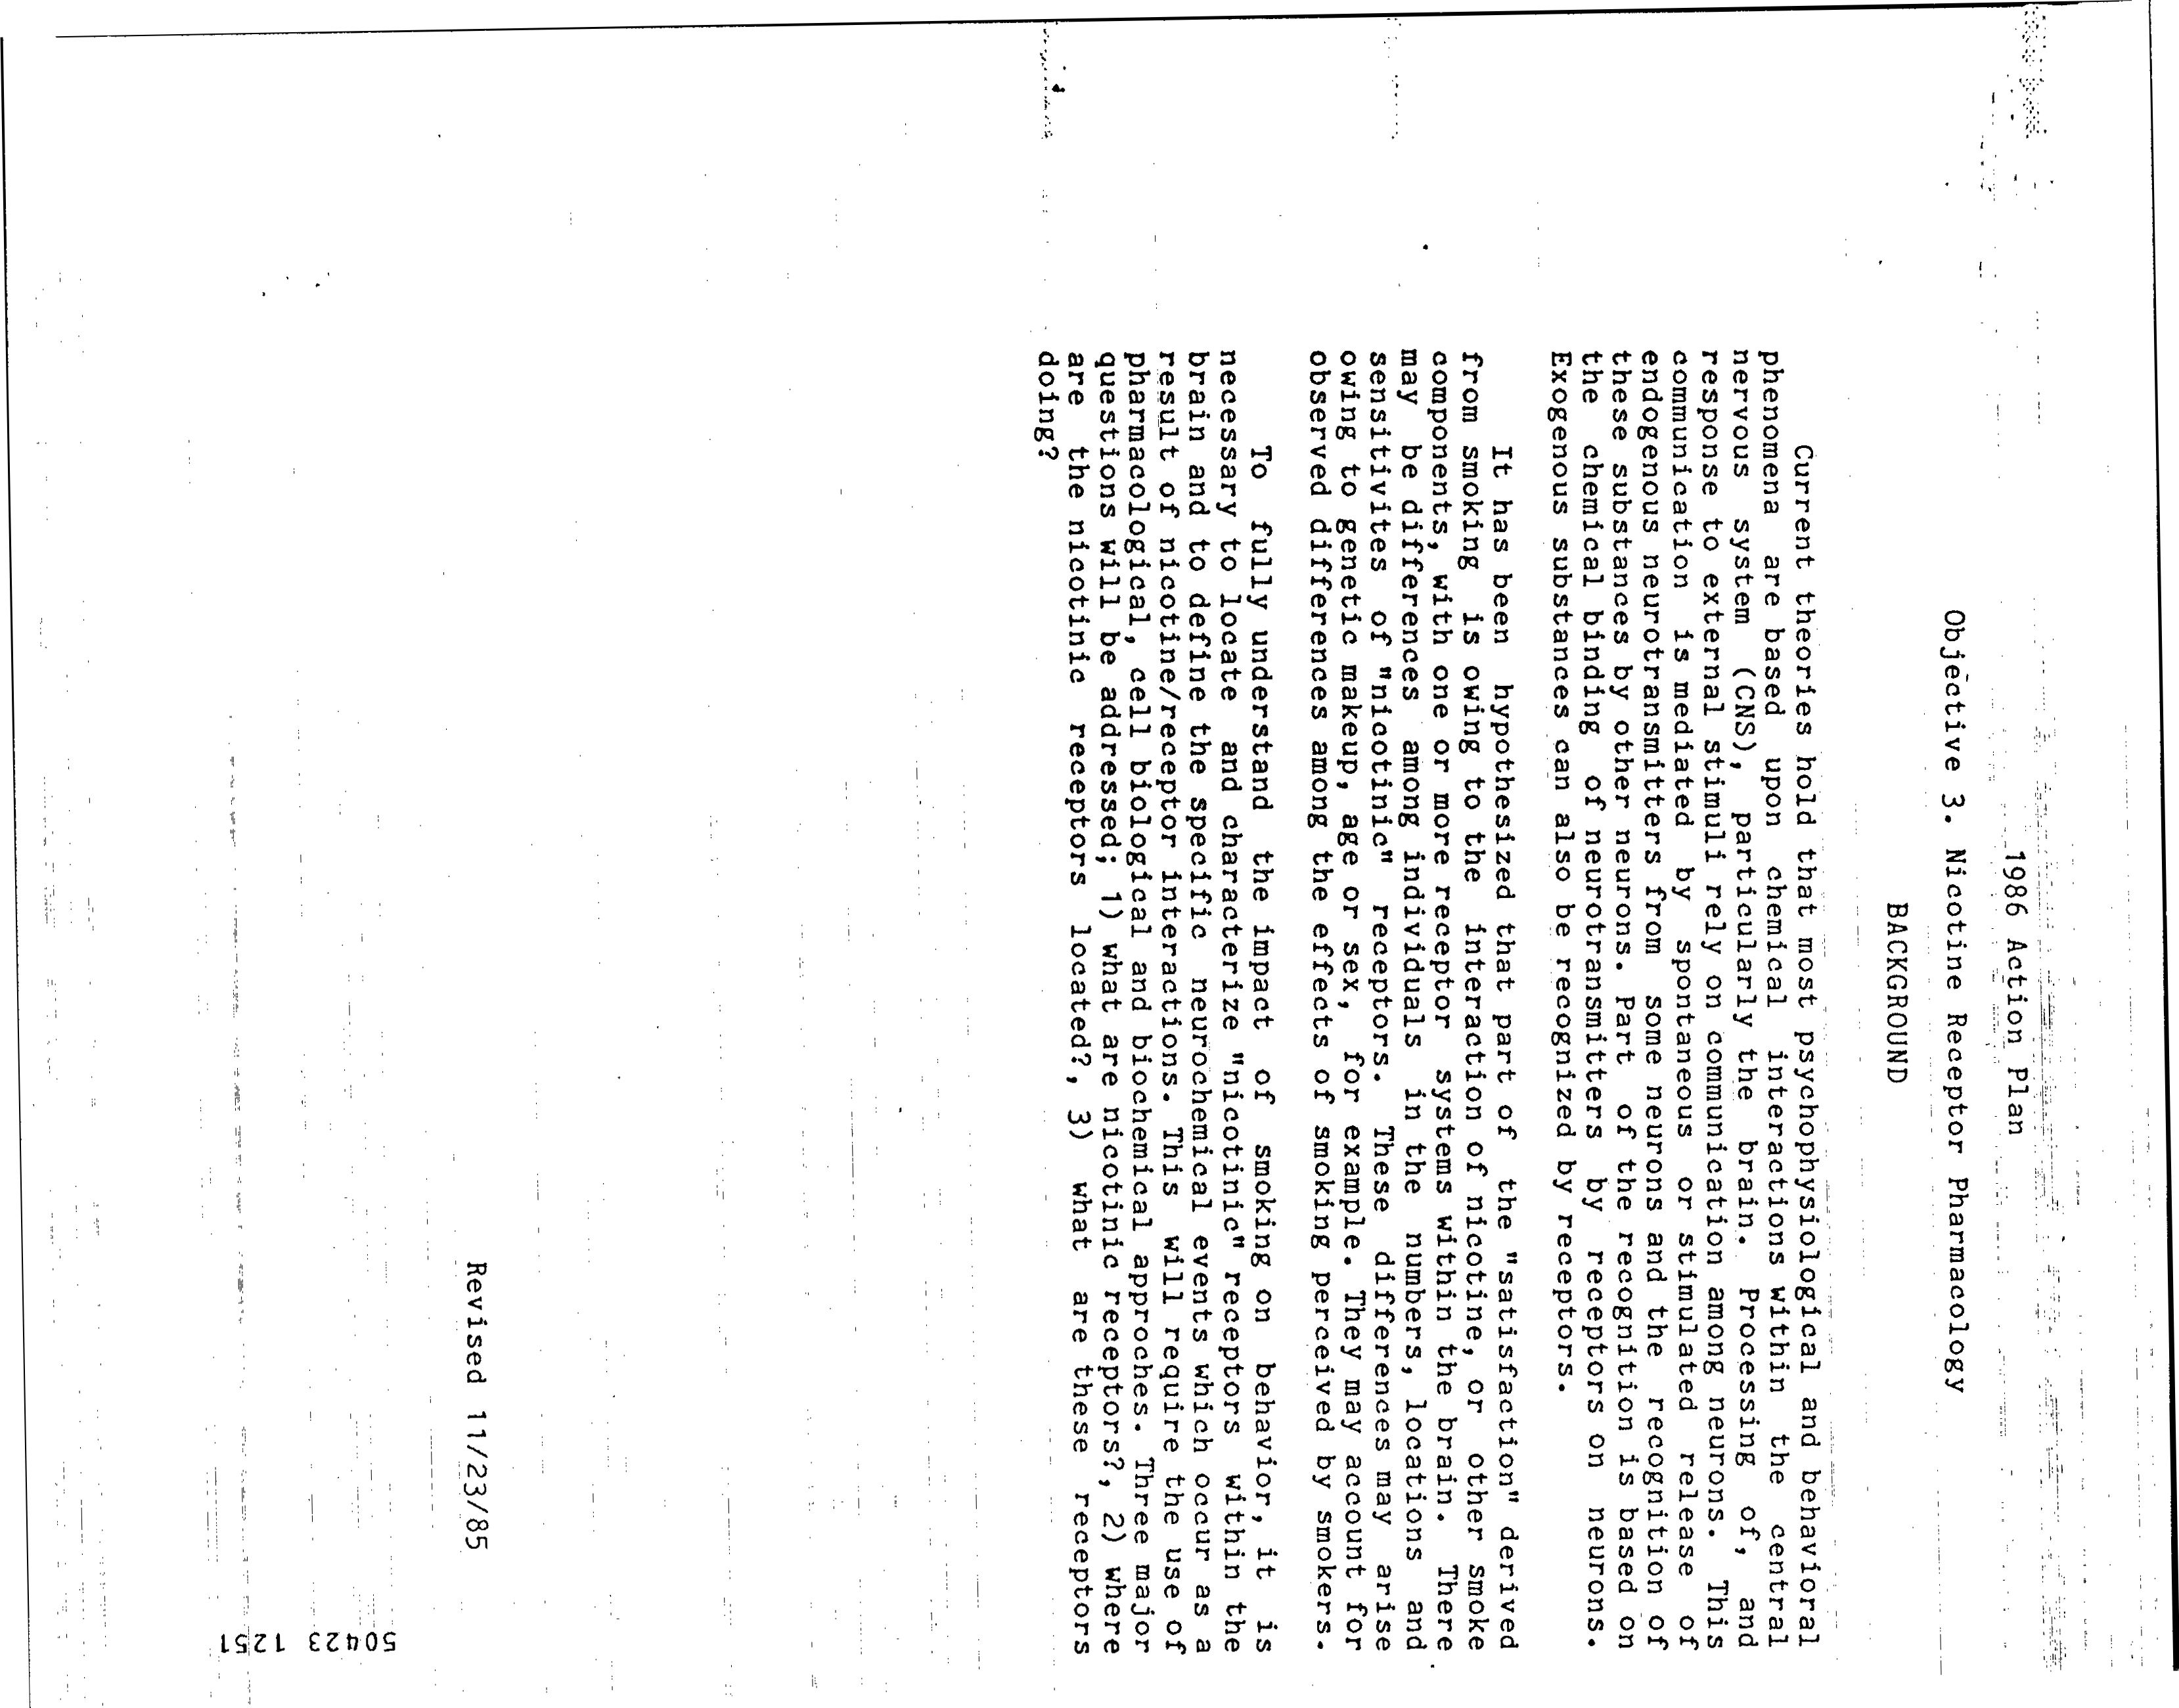 1986 Action Plan
Objective 3. Nicotine Receptor Pharmacology
BACKGROUND
Current theories hold that most psychophysiological and behavioral
phenomena are based upon chemical interactions within the central
nervous system (CNS), particularly the brain. Processing of, and
response to external stimuli rely on communication among neurons. This
communication is mediated by spontaneous or stimulated release of
endogenous neurotransmitters from some neurons and the recognition of
these substances by other neurons. Part of the recognition is based on
the chemical binding of neurotransmitters by receptors on neurons.
Exogenous substances can also be recognized by receptors.
It has been hypothesized that part of the "satisfaction" derived
from smoking is owing to the interaction of nicotine, or other smoke
components, with one or more receptor systems within the brain. There
may be differences among individuals in the numbers, locations and
sensitivites of "nicotinic" receptors. These differences may arise
owing to genetic makeup, age or sex, for example. They may account for
observed differences among the effects of smoking perceived by smokers.
To fully understand the impact of smoking on behavior, it is
necessary to locate and characterize "nicotinic" receptors within the
brain and to define the specific neurochemical events which occur as a
result of nicotine/receptor interactions. This will require the use of
pharmacological, cell biological and biochemical approches. Three major
questions will be addressed; 1) what are nicotinic receptors?, 2) where
are the nicotinic receptors located?, 3) what are these receptors
doing?
Revised 11/23/85
50423 1251